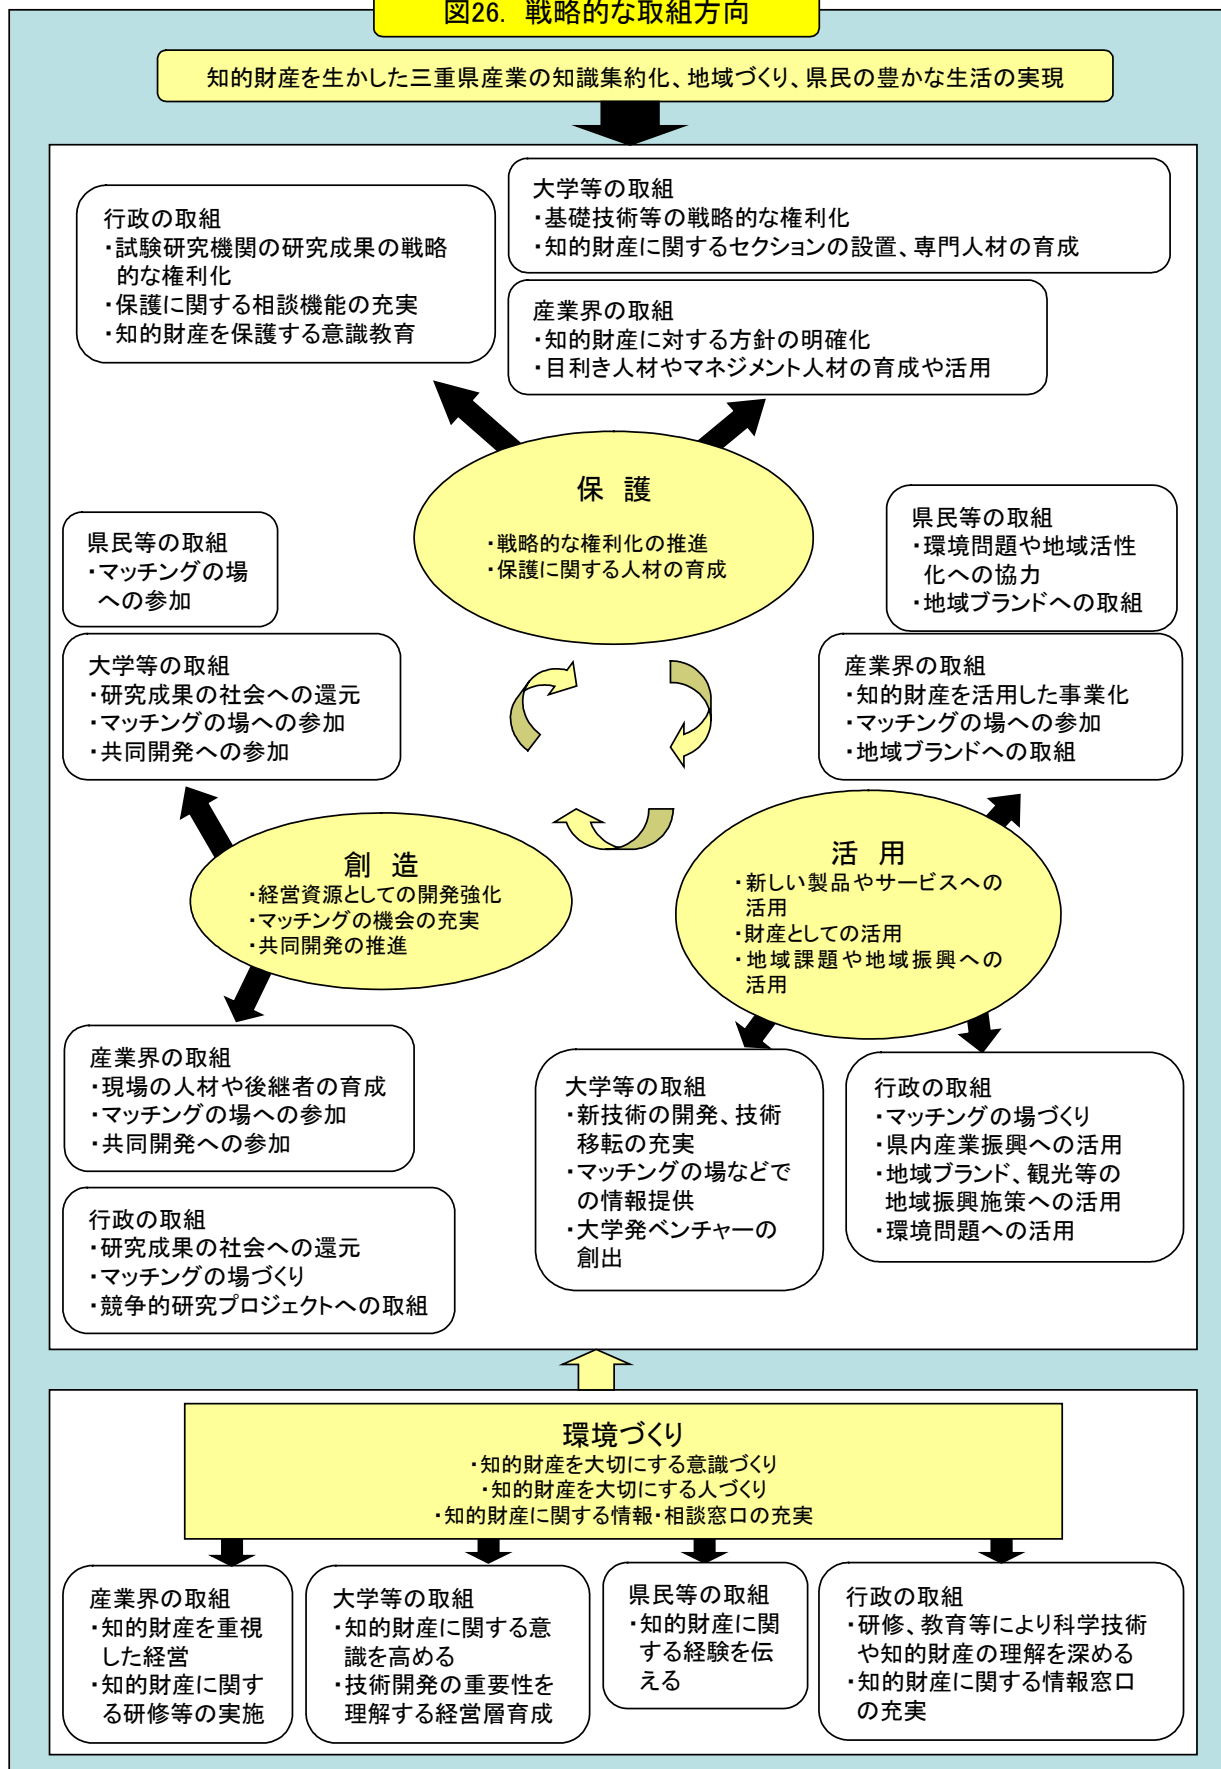 図26. 戦略的な取組方向
知的財産を生かした三重県産業の知識集約化、地域づくり、県民の豊かな生活の実現
行政の取組
・試験研究機関の研究成果の戦略
的な権利化
・保護に関する相談機能の充実
・知的財産を保護する意識教育
大学等の取組
・基礎技術等の戦略的な権利化
・知的財産に関するセクションの設置、専門人材の育成
産業界の取組
・知的財産に対する方針の明確化
・目利き人材やマネジメント人材の育成や活用
保 護
・戦略的な権利化の推進
・保護に関する人材の育成
県民等の取組
・マッチングの場
への参加
大学等の取組
・研究成果の社会への還元
・マッチングの場への参加
・共同開発への参加
県民等の取組
・環境問題や地域活性
化への協力
・地域ブランドへの取組
産業界の取組
・知的財産を活用した事業化
・マッチングの場への参加
・地域ブランドへの取組
創 造
・経営資源としての開発強化
・マッチングの機会の充実
・共同開発の推進
活 用
・新しい製品やサービスへの
活用
・財産としての活用
・地域課題や地域振興への
活用
産業界の取組
・現場の人材や後継者の育成
・マッチングの場への参加
・共同開発への参加
行政の取組
・研究成果の社会への還元
・マッチングの場づくり
・競争的研究プロジェクトへの取組
大学等の取組
・新技術の開発、技術
移転の充実
・マッチングの場などで
の情報提供
・大学発ベンチャーの
創出
行政の取組
・マッチングの場づくり
・県内産業振興への活用
・地域ブランド、観光等の
地域振興施策への活用
・環境問題への活用
環境づくり
・知的財産を大切にする意識づくり
・知的財産を大切にする人づくり
・知的財産に関する情報・相談窓口の充実
産業界の取組
・知的財産を重視
した経営
・知的財産に関す
る研修等の実施
大学等の取組
・知的財産に関する意
識を高める
・技術開発の重要性を
理解する経営層育成
県民等の取組
・知的財産に関
する経験を伝
える
行政の取組
・研修、教育等により科学技術
や知的財産の理解を深める
・知的財産に関する情報窓口
の充実